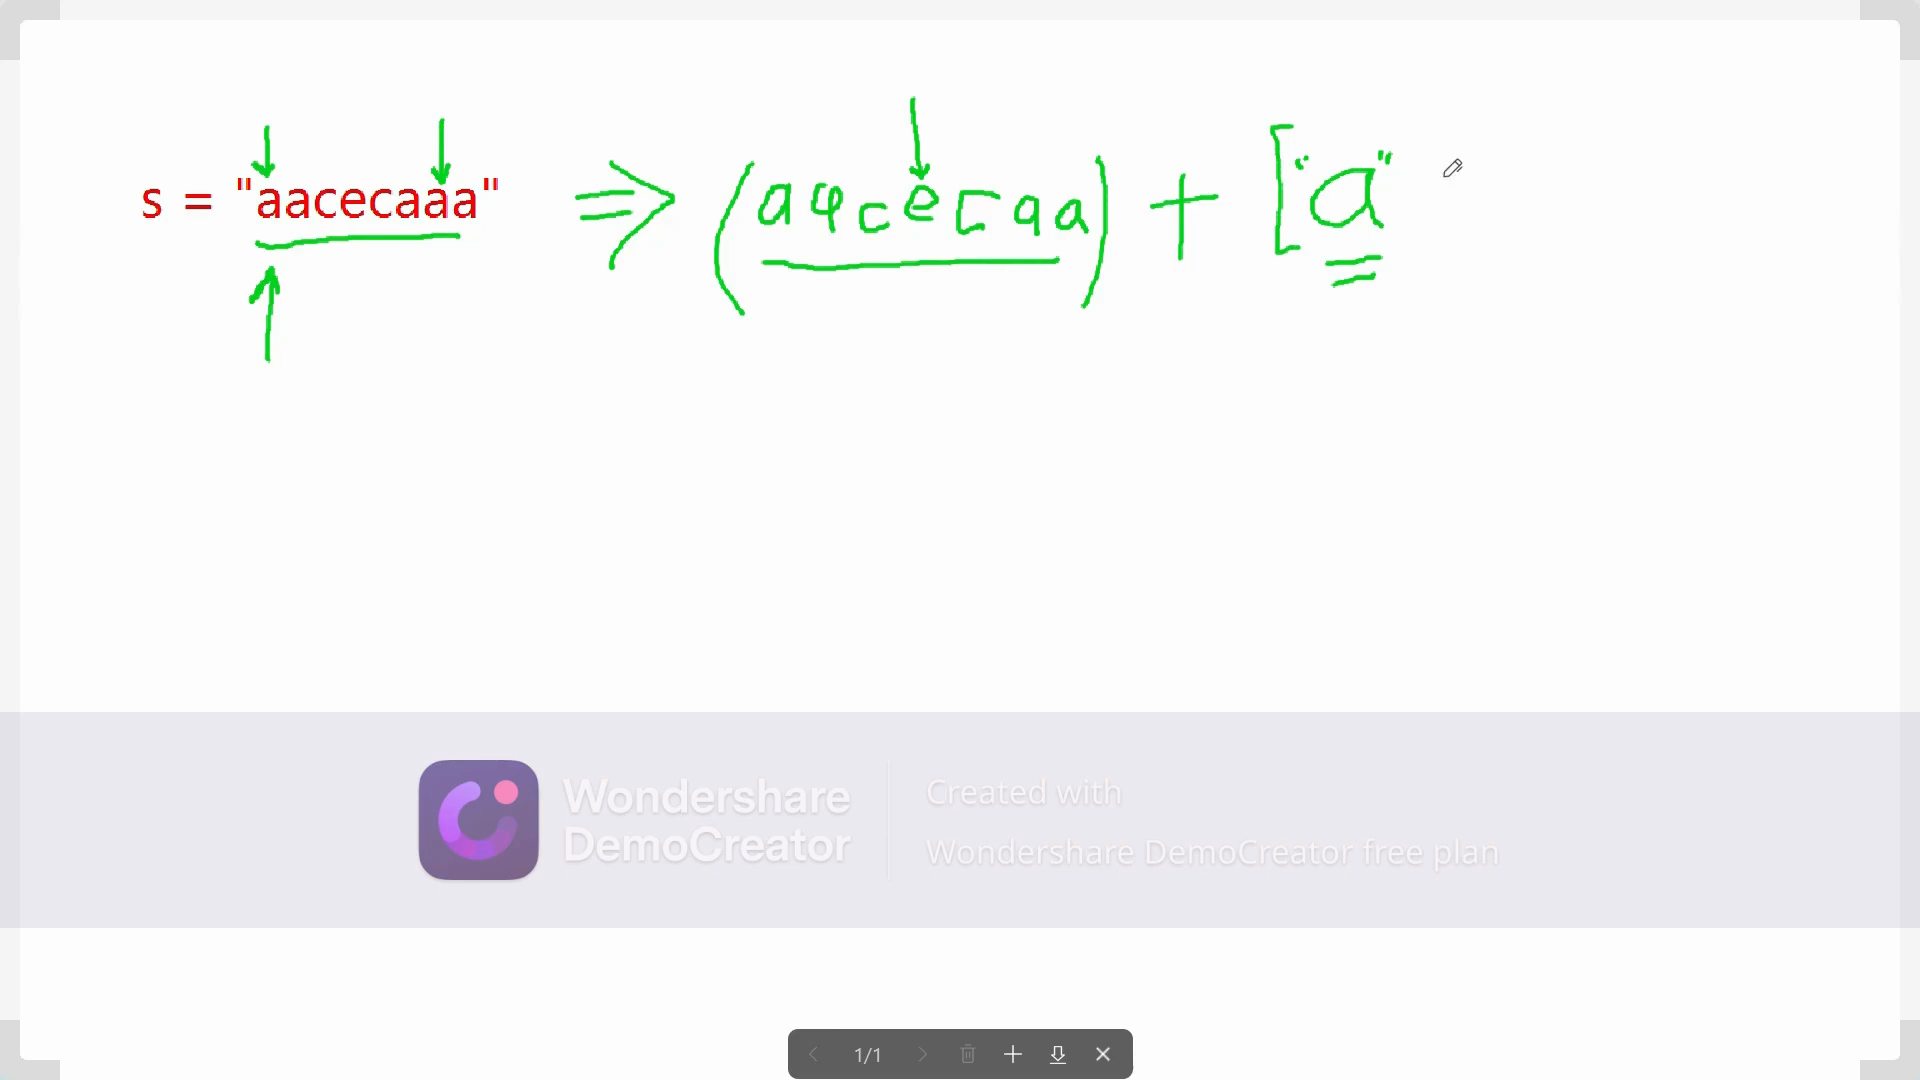 s = "aacecaaa" ⇒ (aacecaa) + ["a"
Wondershare
DemoCreator
Created with
Wondershare DemoCreator free plan
1/1